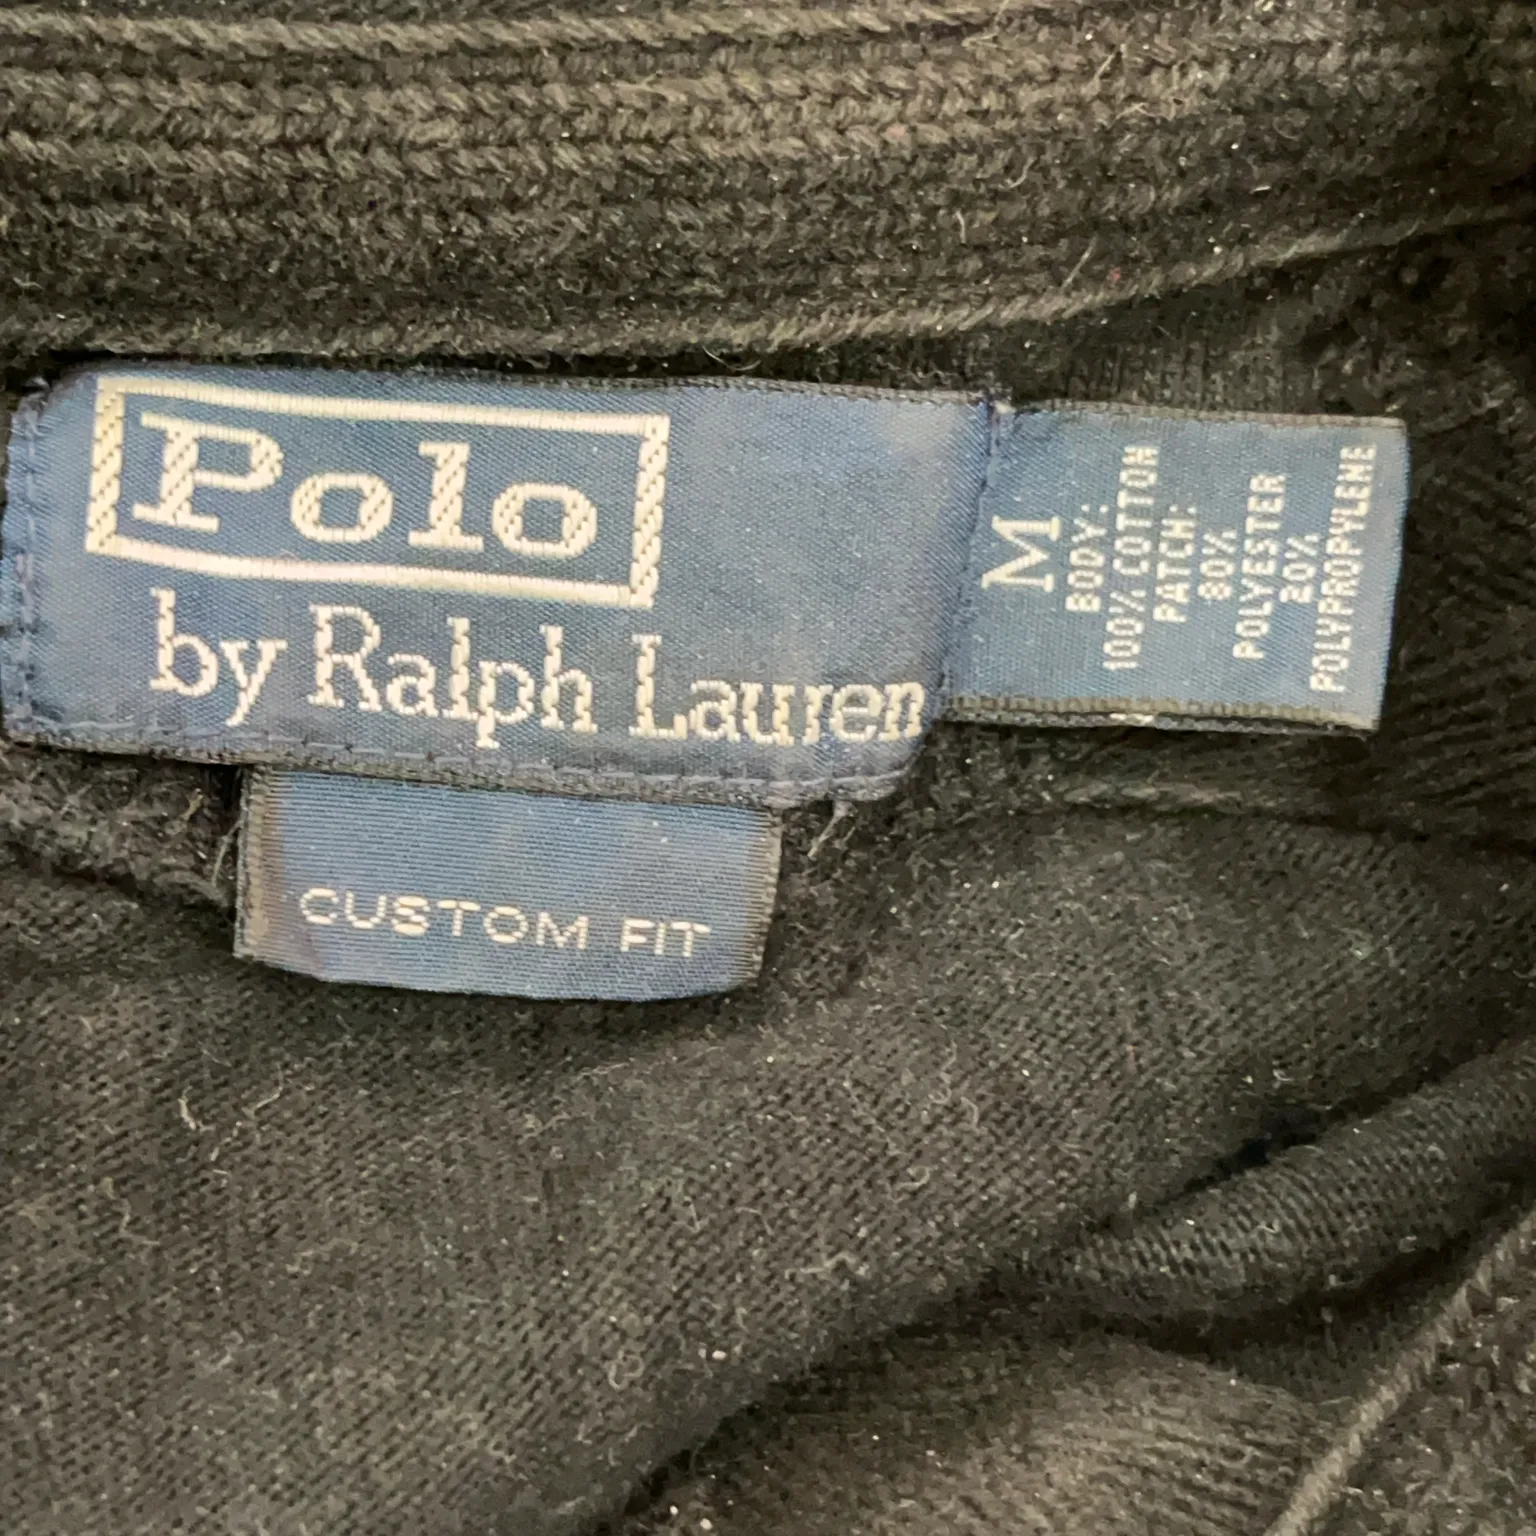 Polo
by Ralph Lauren
CUSTOM FIT
M
BODY:
100% COTTON
PATCH:
80%
POLYESTER
20%
POLYPROPYLENE